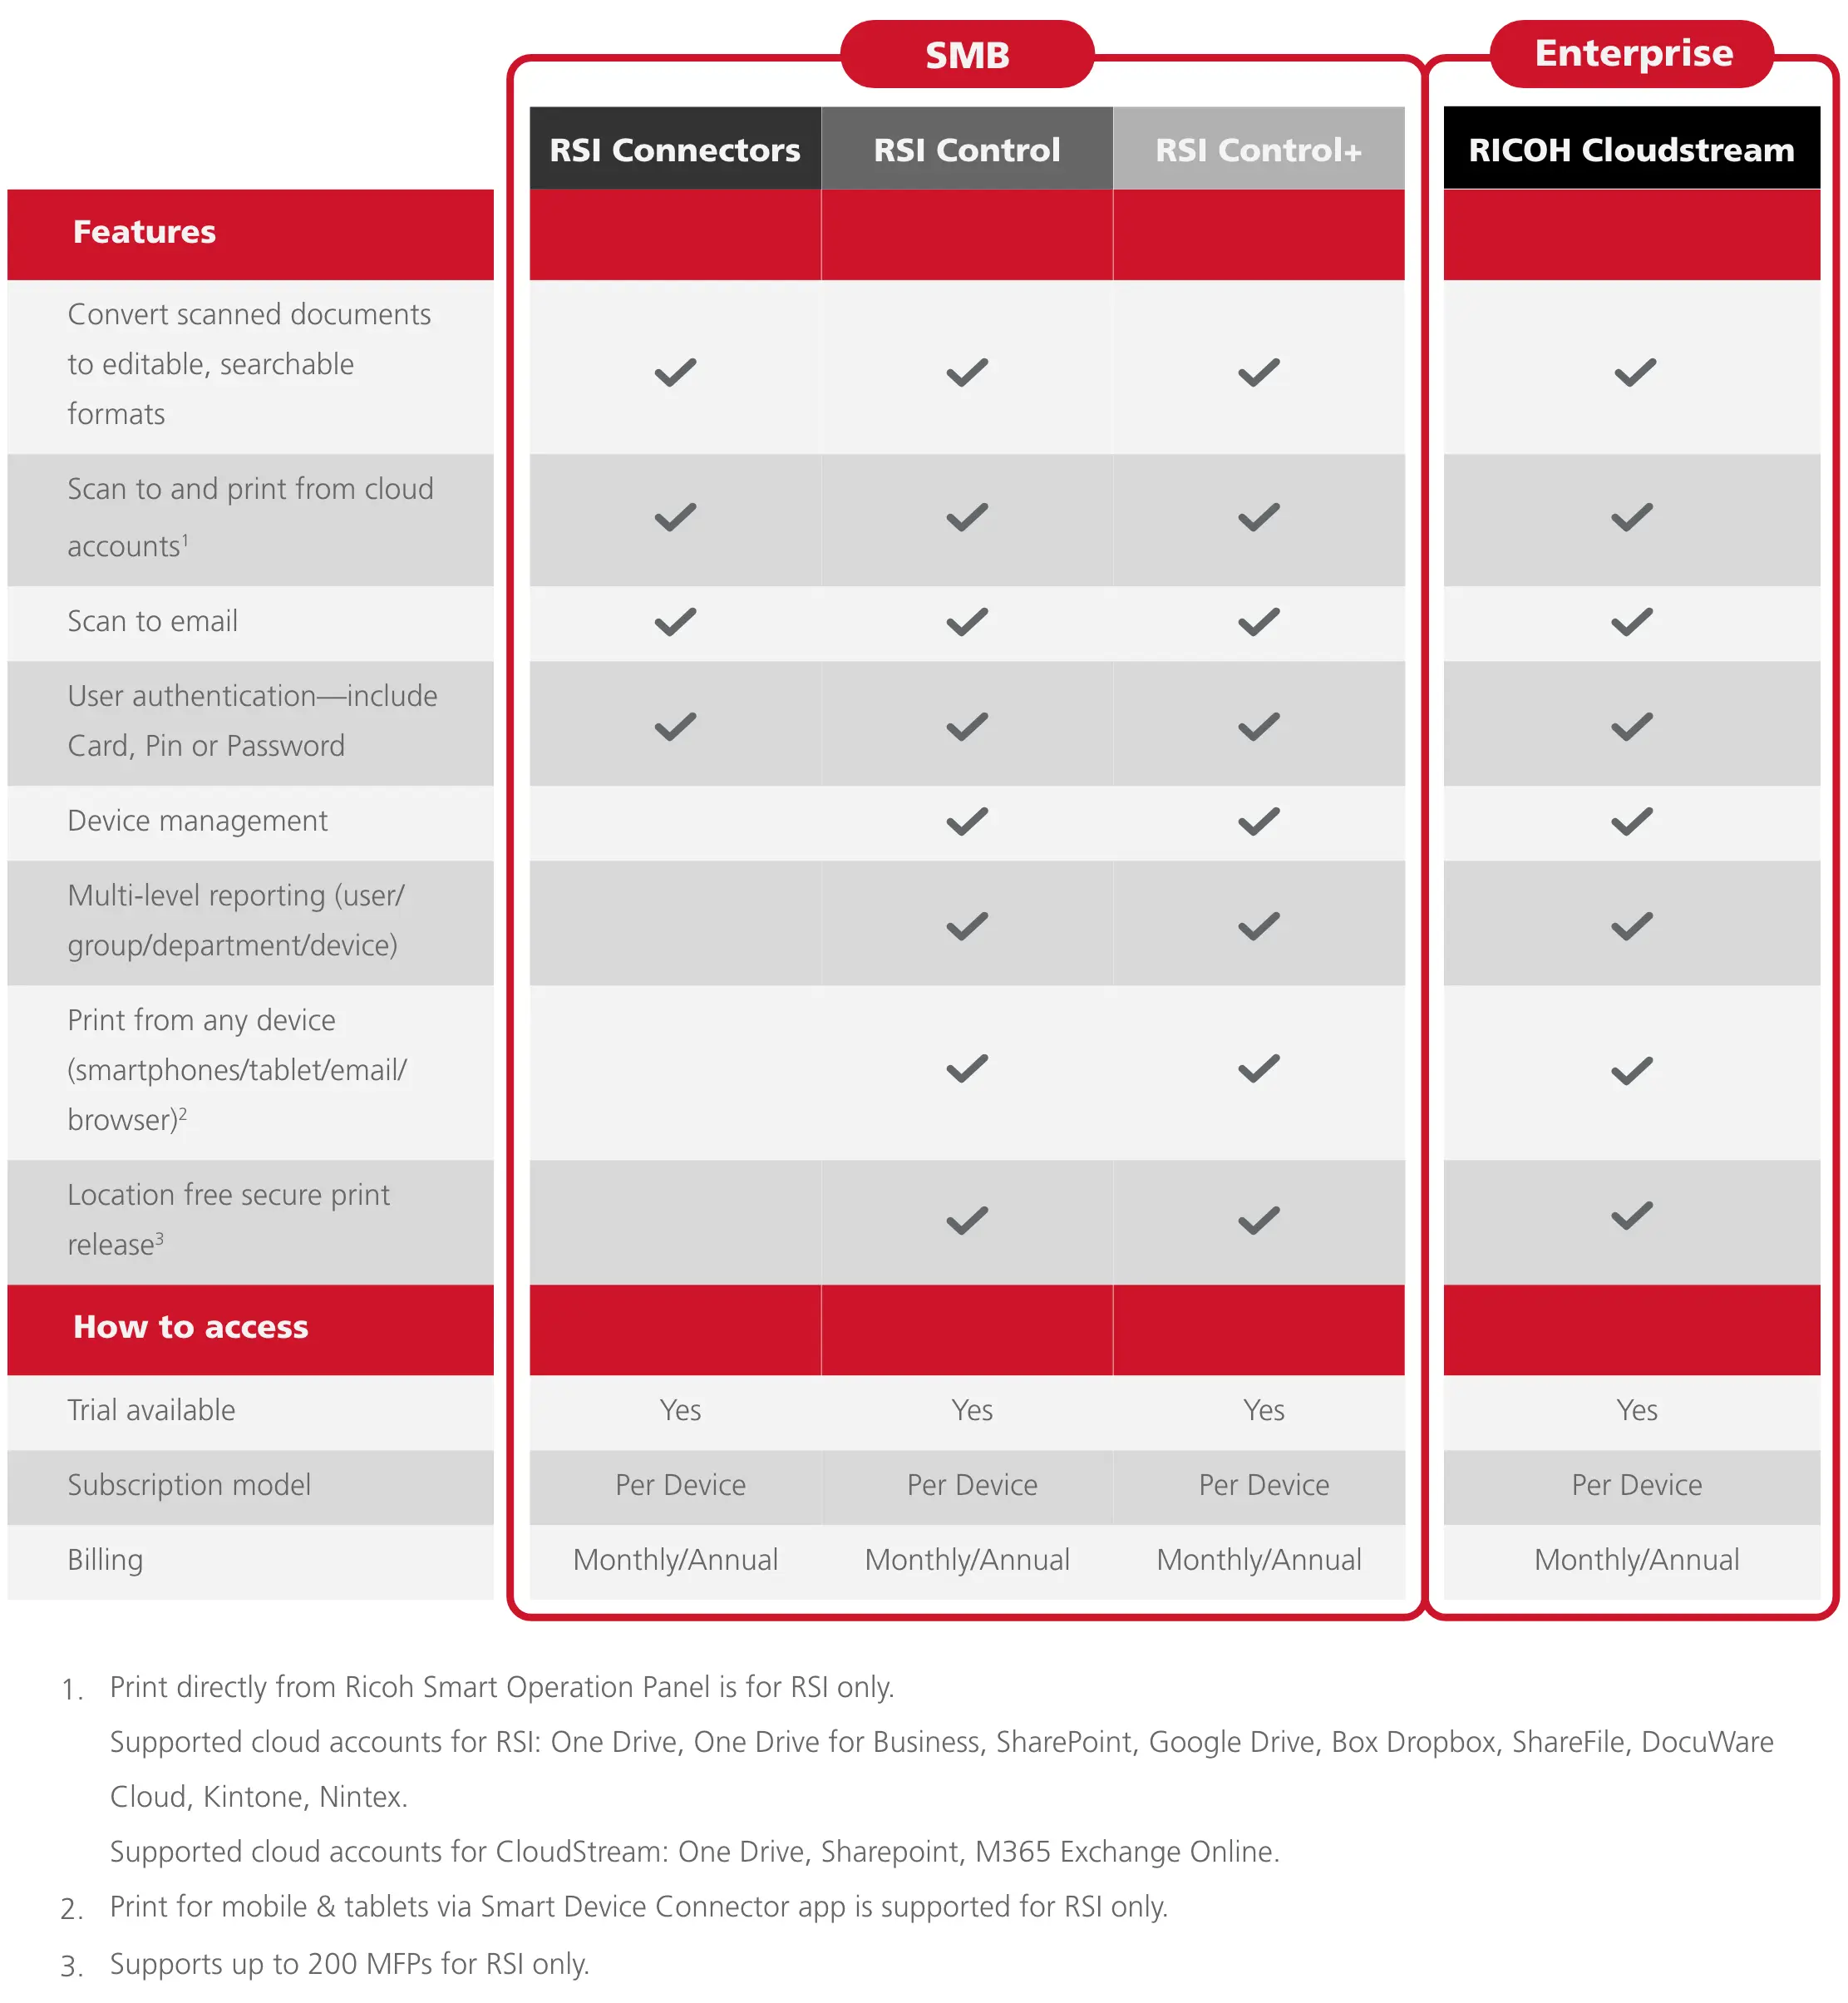 SMB
Enterprise
RSI Connectors
RSI Control
RSI Control+
RICOH Cloudstream
Features
Convert scanned documents
to editable, searchable
formats
Scan to and print from cloud
accounts1
Scan to email
User authentication—include
Card, Pin or Password
Device management
Multi-level reporting (user/
group/department/device)
Print from any device
(smartphones/tablet/email/
browser)2
Location free secure print
release3
How to access
Trial available
Yes
Yes
Yes
Yes
Subscription model
Per Device
Per Device
Per Device
Per Device
Billing
Monthly/Annual
Monthly/Annual
Monthly/Annual
Monthly/Annual
1. Print directly from Ricoh Smart Operation Panel is for RSI only.
Supported cloud accounts for RSI: One Drive, One Drive for Business, SharePoint, Google Drive, Box Dropbox, ShareFile, DocuWare
Cloud, Kintone, Nintex.
Supported cloud accounts for CloudStream: One Drive, Sharepoint, M365 Exchange Online.
2. Print for mobile & tablets via Smart Device Connector app is supported for RSI only.
3. Supports up to 200 MFPs for RSI only.